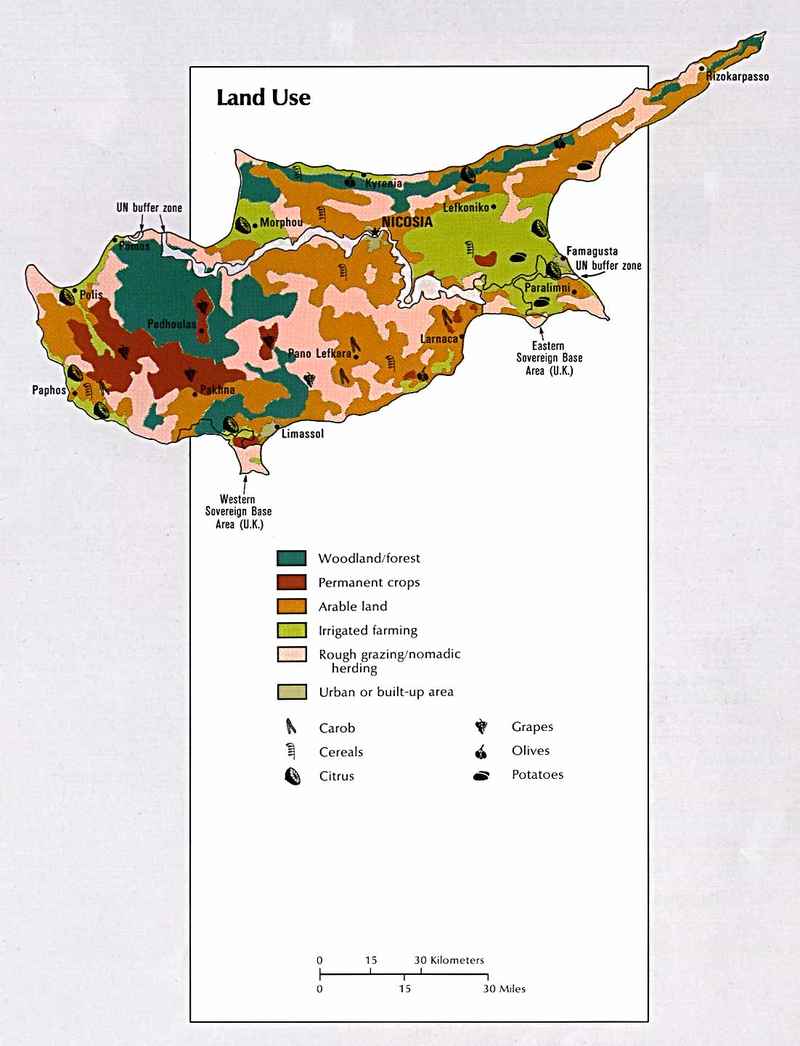 Land Use
Rizokarpasso
Kyrenia
UN buffer zone
Lefkoniko
Morphou
NICOSIA
Pomos
Famagusta
UN buffer zone
Polis
Paralimni
Pedhoulas
Larnaca
Pano Lefkara
Eastern
Sovereign Base
Area (U.K.)
Paphos
Pakhna
Limassol
Western
Sovereign Base
Area (U.K.)
Woodland/forest
Permanent crops
Arable land
Irrigated farming
Rough grazing/nomadic
herding
Urban or built-up area
Carob
Grapes
Cereals
Olives
Citrus
Potatoes
0 15 30 Kilometers
0 15 30 Miles